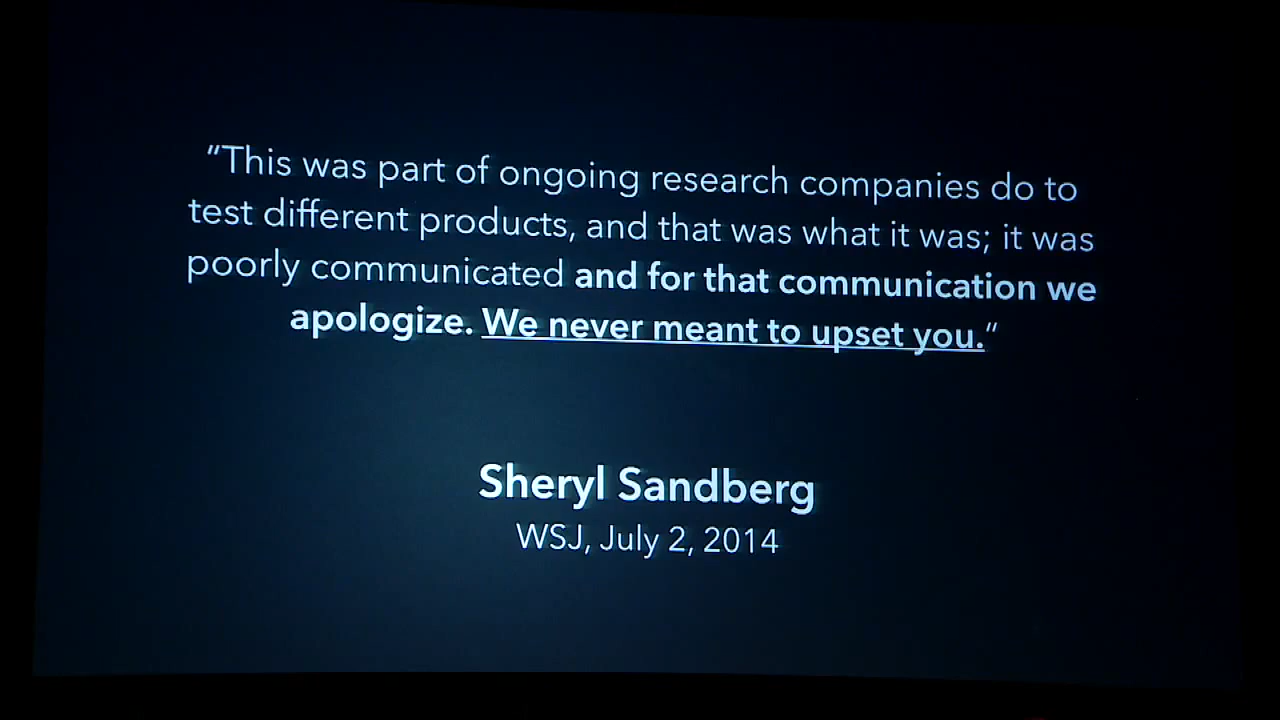 “This was part of ongoing research companies do to
test different products, and that was what it was; it was
poorly communicated and for that communication we
apologize. We never meant to upset you.“
Sheryl Sandberg
WSJ, July 2, 2014